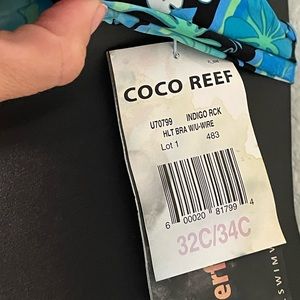 COCO REEF
U70799 INDIGO RCK
HLT BRA W/U-WIRE
Lot 1 483
6 00020 81799 4
32C/34C